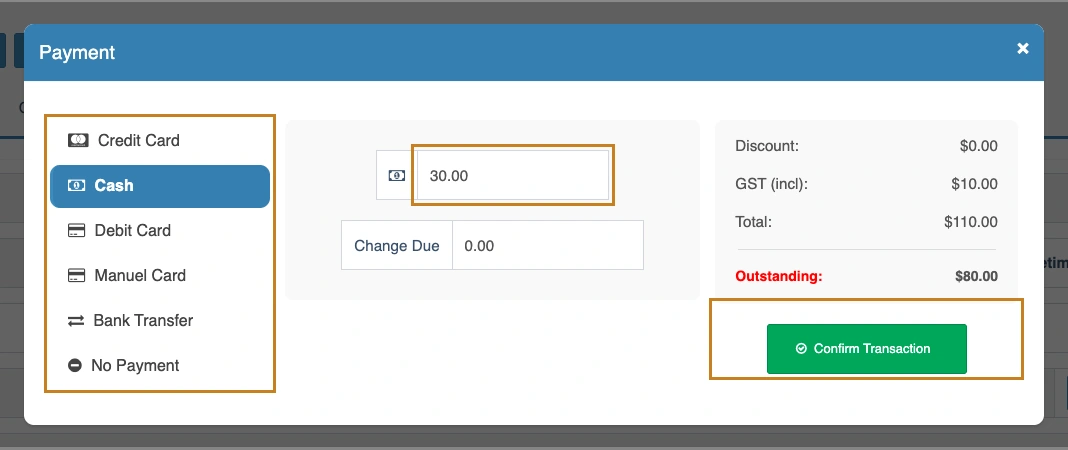 Payment
×
Credit Card
Cash
Debit Card
Manuel Card
Bank Transfer
No Payment
30.00
Change Due 0.00
Discount: $0.00
GST (incl): $10.00
Total: $110.00
Outstanding: $80.00
Confirm Transaction
etim